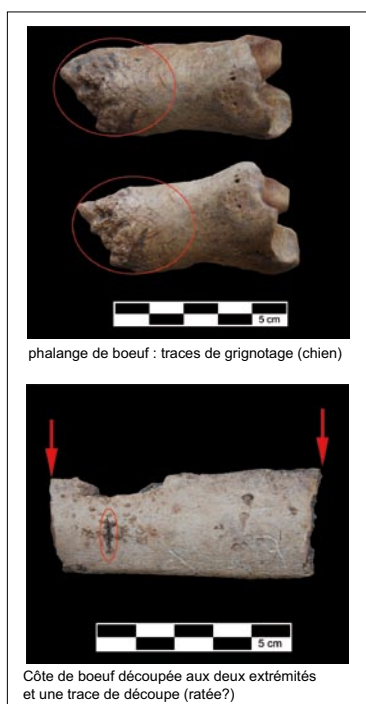 5 cm
phalange de boeuf : traces de grignotage (chien)
5 cm
Côte de boeuf découpée aux deux extrémités
et une trace de découpe (ratée?)